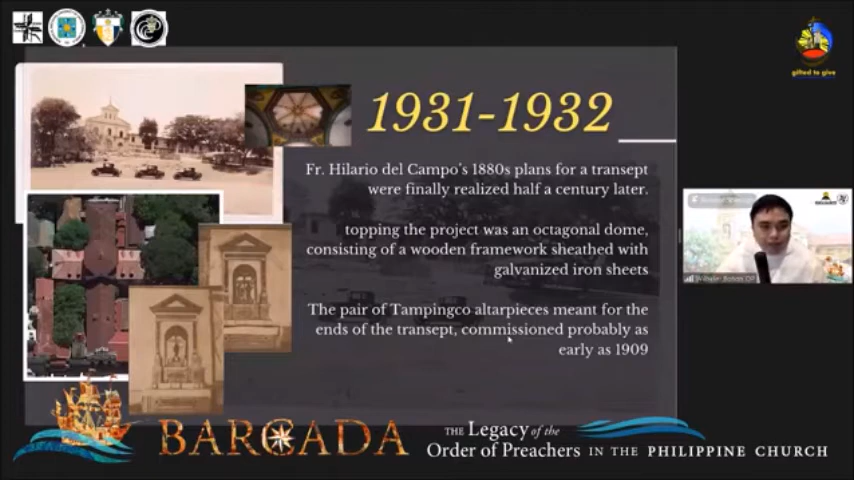 gifted to give
1931-1932
Fr. Hilario del Campo's 1880s plans for a transept
were finally realized half a century later.
topping the project was an octagonal dome,
consisting of a wooden framework sheathed with
galvanized iron sheets
The pair of Tampingco altarpieces meant for the
ends of the transept, commissioned probably as
early as 1909
BARCADA
THE Legacy of the
Order of Preachers IN THE PHILIPPINE CHURCH